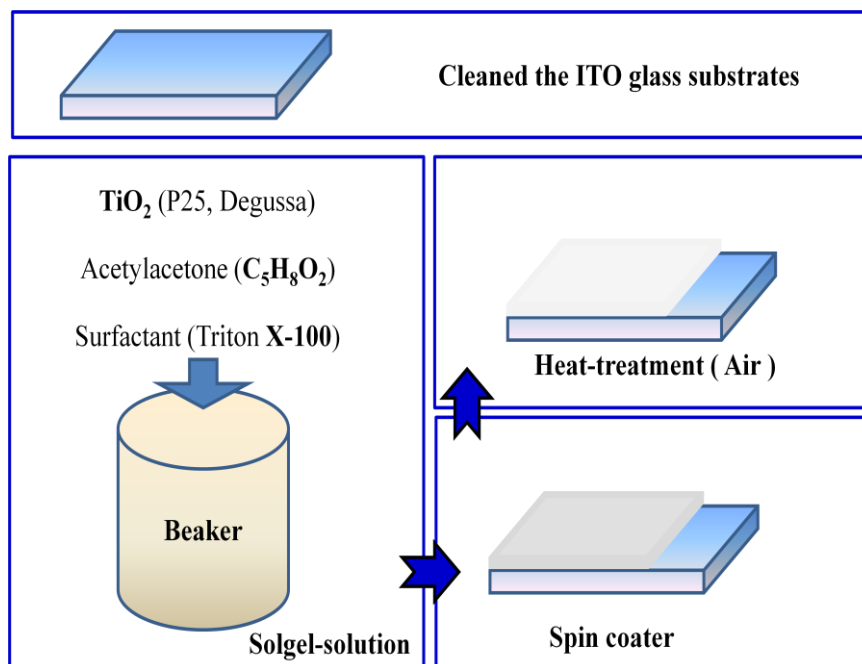 Cleaned the ITO glass substrates
TiO₂ (P25, Degussa)
Acetylacetone (C₅H₈O₂)
Surfactant (Triton X-100)
Beaker
Solgel-solution
Heat-treatment ( Air )
Spin coater